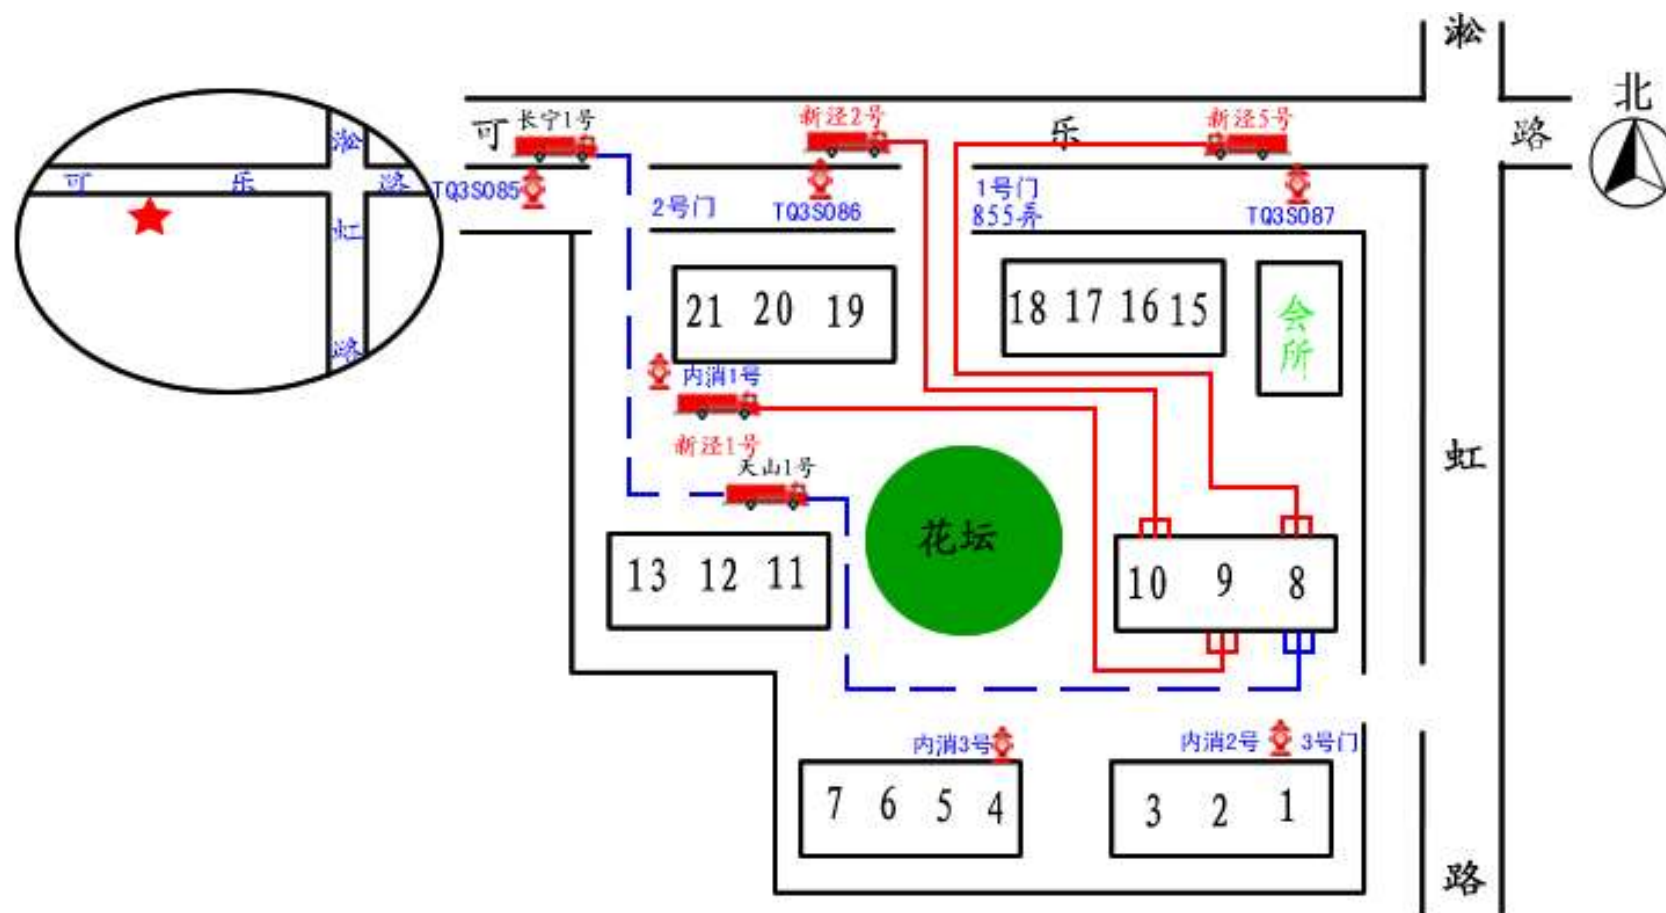 淞
北
可
长宁1号
新泾2号
乐
新泾5号
路
淞
可
乐
路
虹
路
TQ3S085
2号门
TQ3S086
1号门
855弄
TQ3S087
21 20 19
18 17 16 15
会所
内消1号
新泾1号
天山1号
虹
花坛
13 12 11
10 9 8
内消3号
内消2号
3号门
7 6 5 4
3 2 1
路